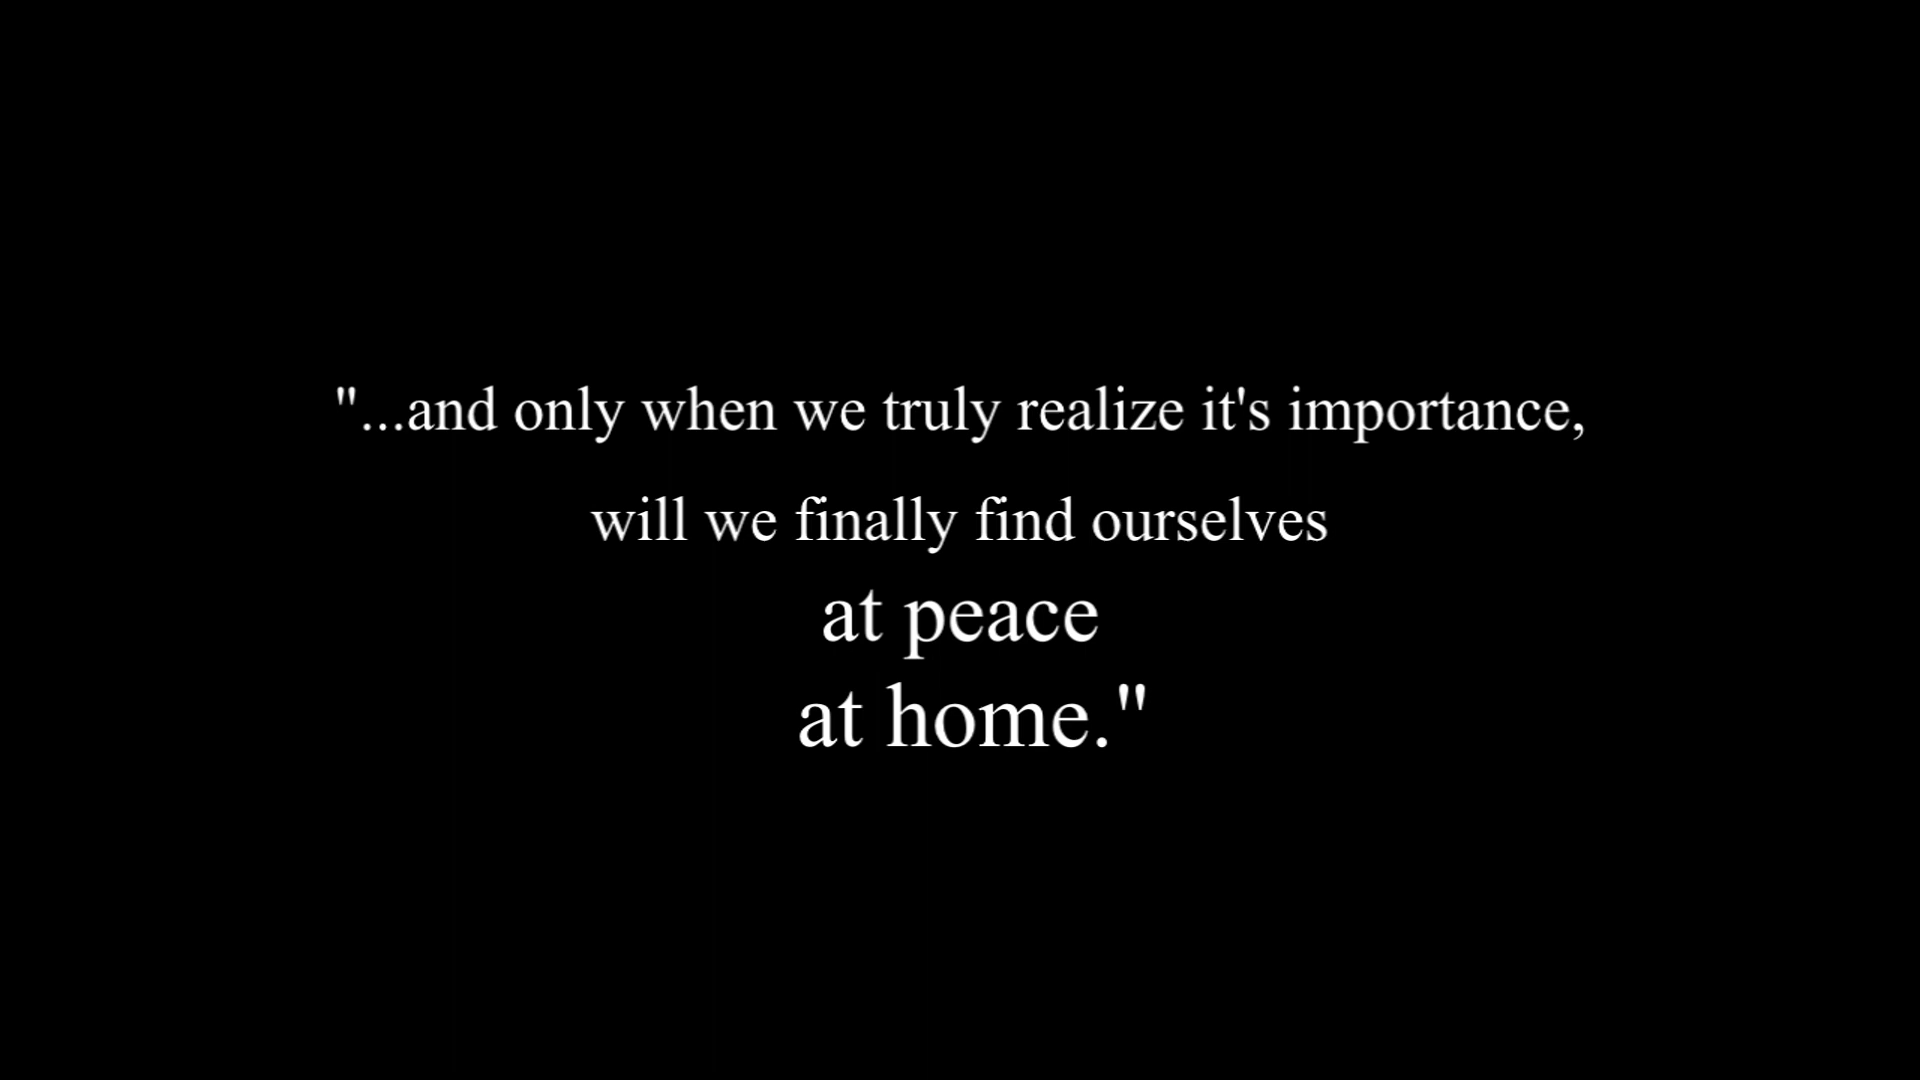 "...and only when we truly realize it's importance,
will we finally find ourselves
at peace
at home."